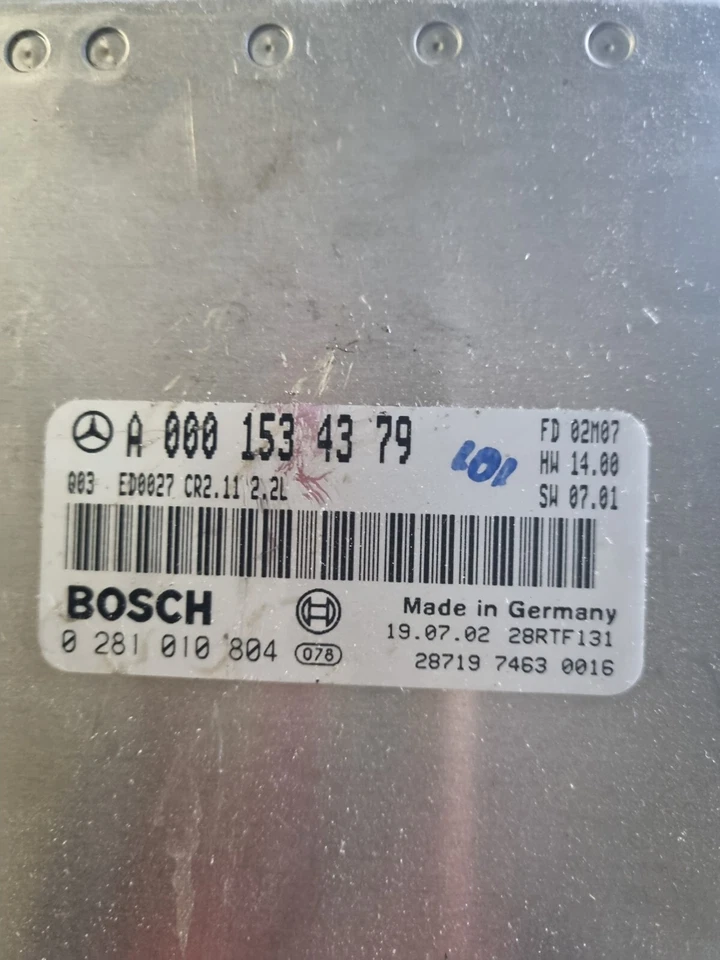 A 000 153 43 79
FD 02M07
HW 14.00
SW 07.01
Q03 ED0027 CR2.11 2.2L
BOSCH
Made in Germany
0 281 010 804
078
19.07.02 28RTF131
28719 7463 0016